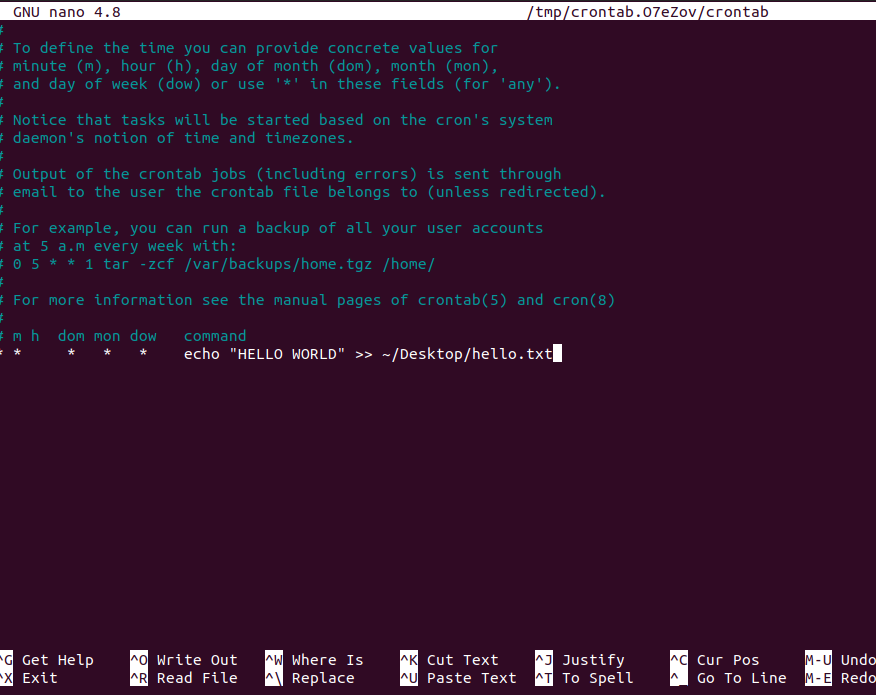 GNU nano 4.8 /tmp/crontab.O7eZov/crontab
#
# To define the time you can provide concrete values for
# minute (m), hour (h), day of month (dom), month (mon),
# and day of week (dow) or use '*' in these fields (for 'any').
#
# Notice that tasks will be started based on the cron's system
# daemon's notion of time and timezones.
#
# Output of the crontab jobs (including errors) is sent through
# email to the user the crontab file belongs to (unless redirected).
#
# For example, you can run a backup of all your user accounts
# at 5 a.m every week with:
# 0 5 * * 1 tar -zcf /var/backups/home.tgz /home/
#
# For more information see the manual pages of crontab(5) and cron(8)
#
# m h  dom mon dow   command
* *     *   *   *    echo "HELLO WORLD" >> ~/Desktop/hello.txt
^G Get Help ^O Write Out ^W Where Is ^K Cut Text ^J Justify ^C Cur Pos M-U Undo
^X Exit ^R Read File ^\ Replace ^U Paste Text ^T To Spell ^_ Go To Line M-E Redo